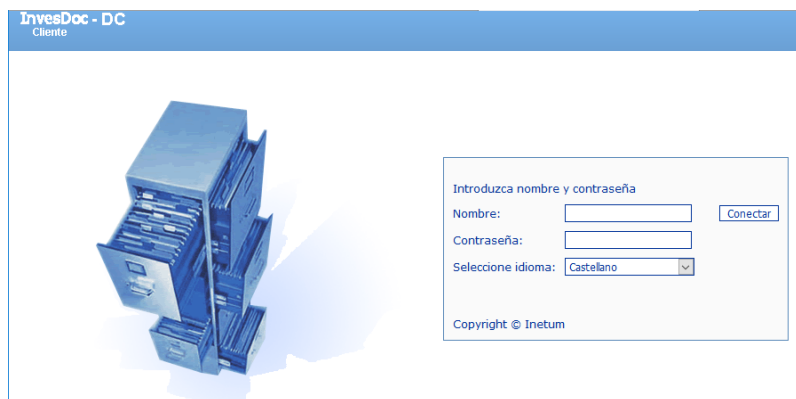 InvesDoc - DC
Cliente
Introduzca nombre y contraseña
Nombre:
Conectar
Contraseña:
Seleccione idioma: Castellano
Copyright © Inetum